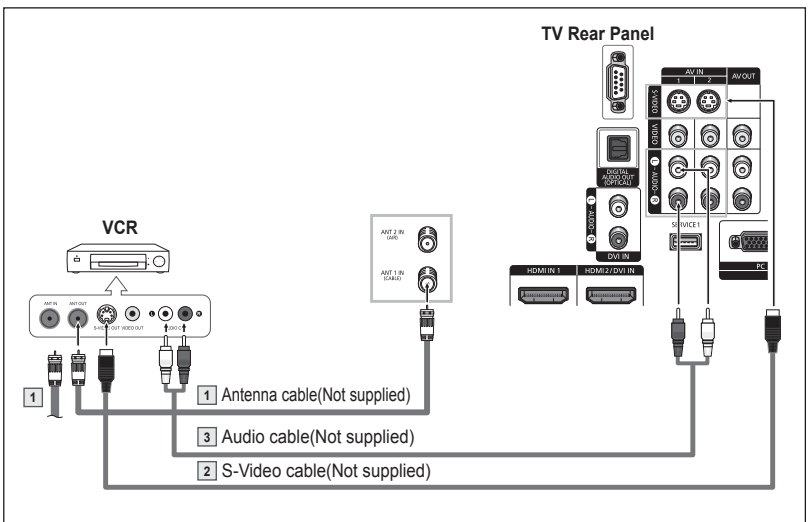 TV Rear Panel
AV IN
AV OUT
1 2
S-VIDEO
VIDEO
L - AUDIO - R
DIGITAL
AUDIO OUT
(OPTICAL)
L - AUDIO - R
DVI IN
SERVICE1
PC
HDMI IN 1
HDMI2/DVI IN
ANT 2 IN
(AIR)
ANT 1 IN
(CABLE)
VCR
ANT IN
ANT OUT
VIDEO OUT
L
R
1
1 Antenna cable(Not supplied)
3 Audio cable(Not supplied)
2 S-Video cable(Not supplied)